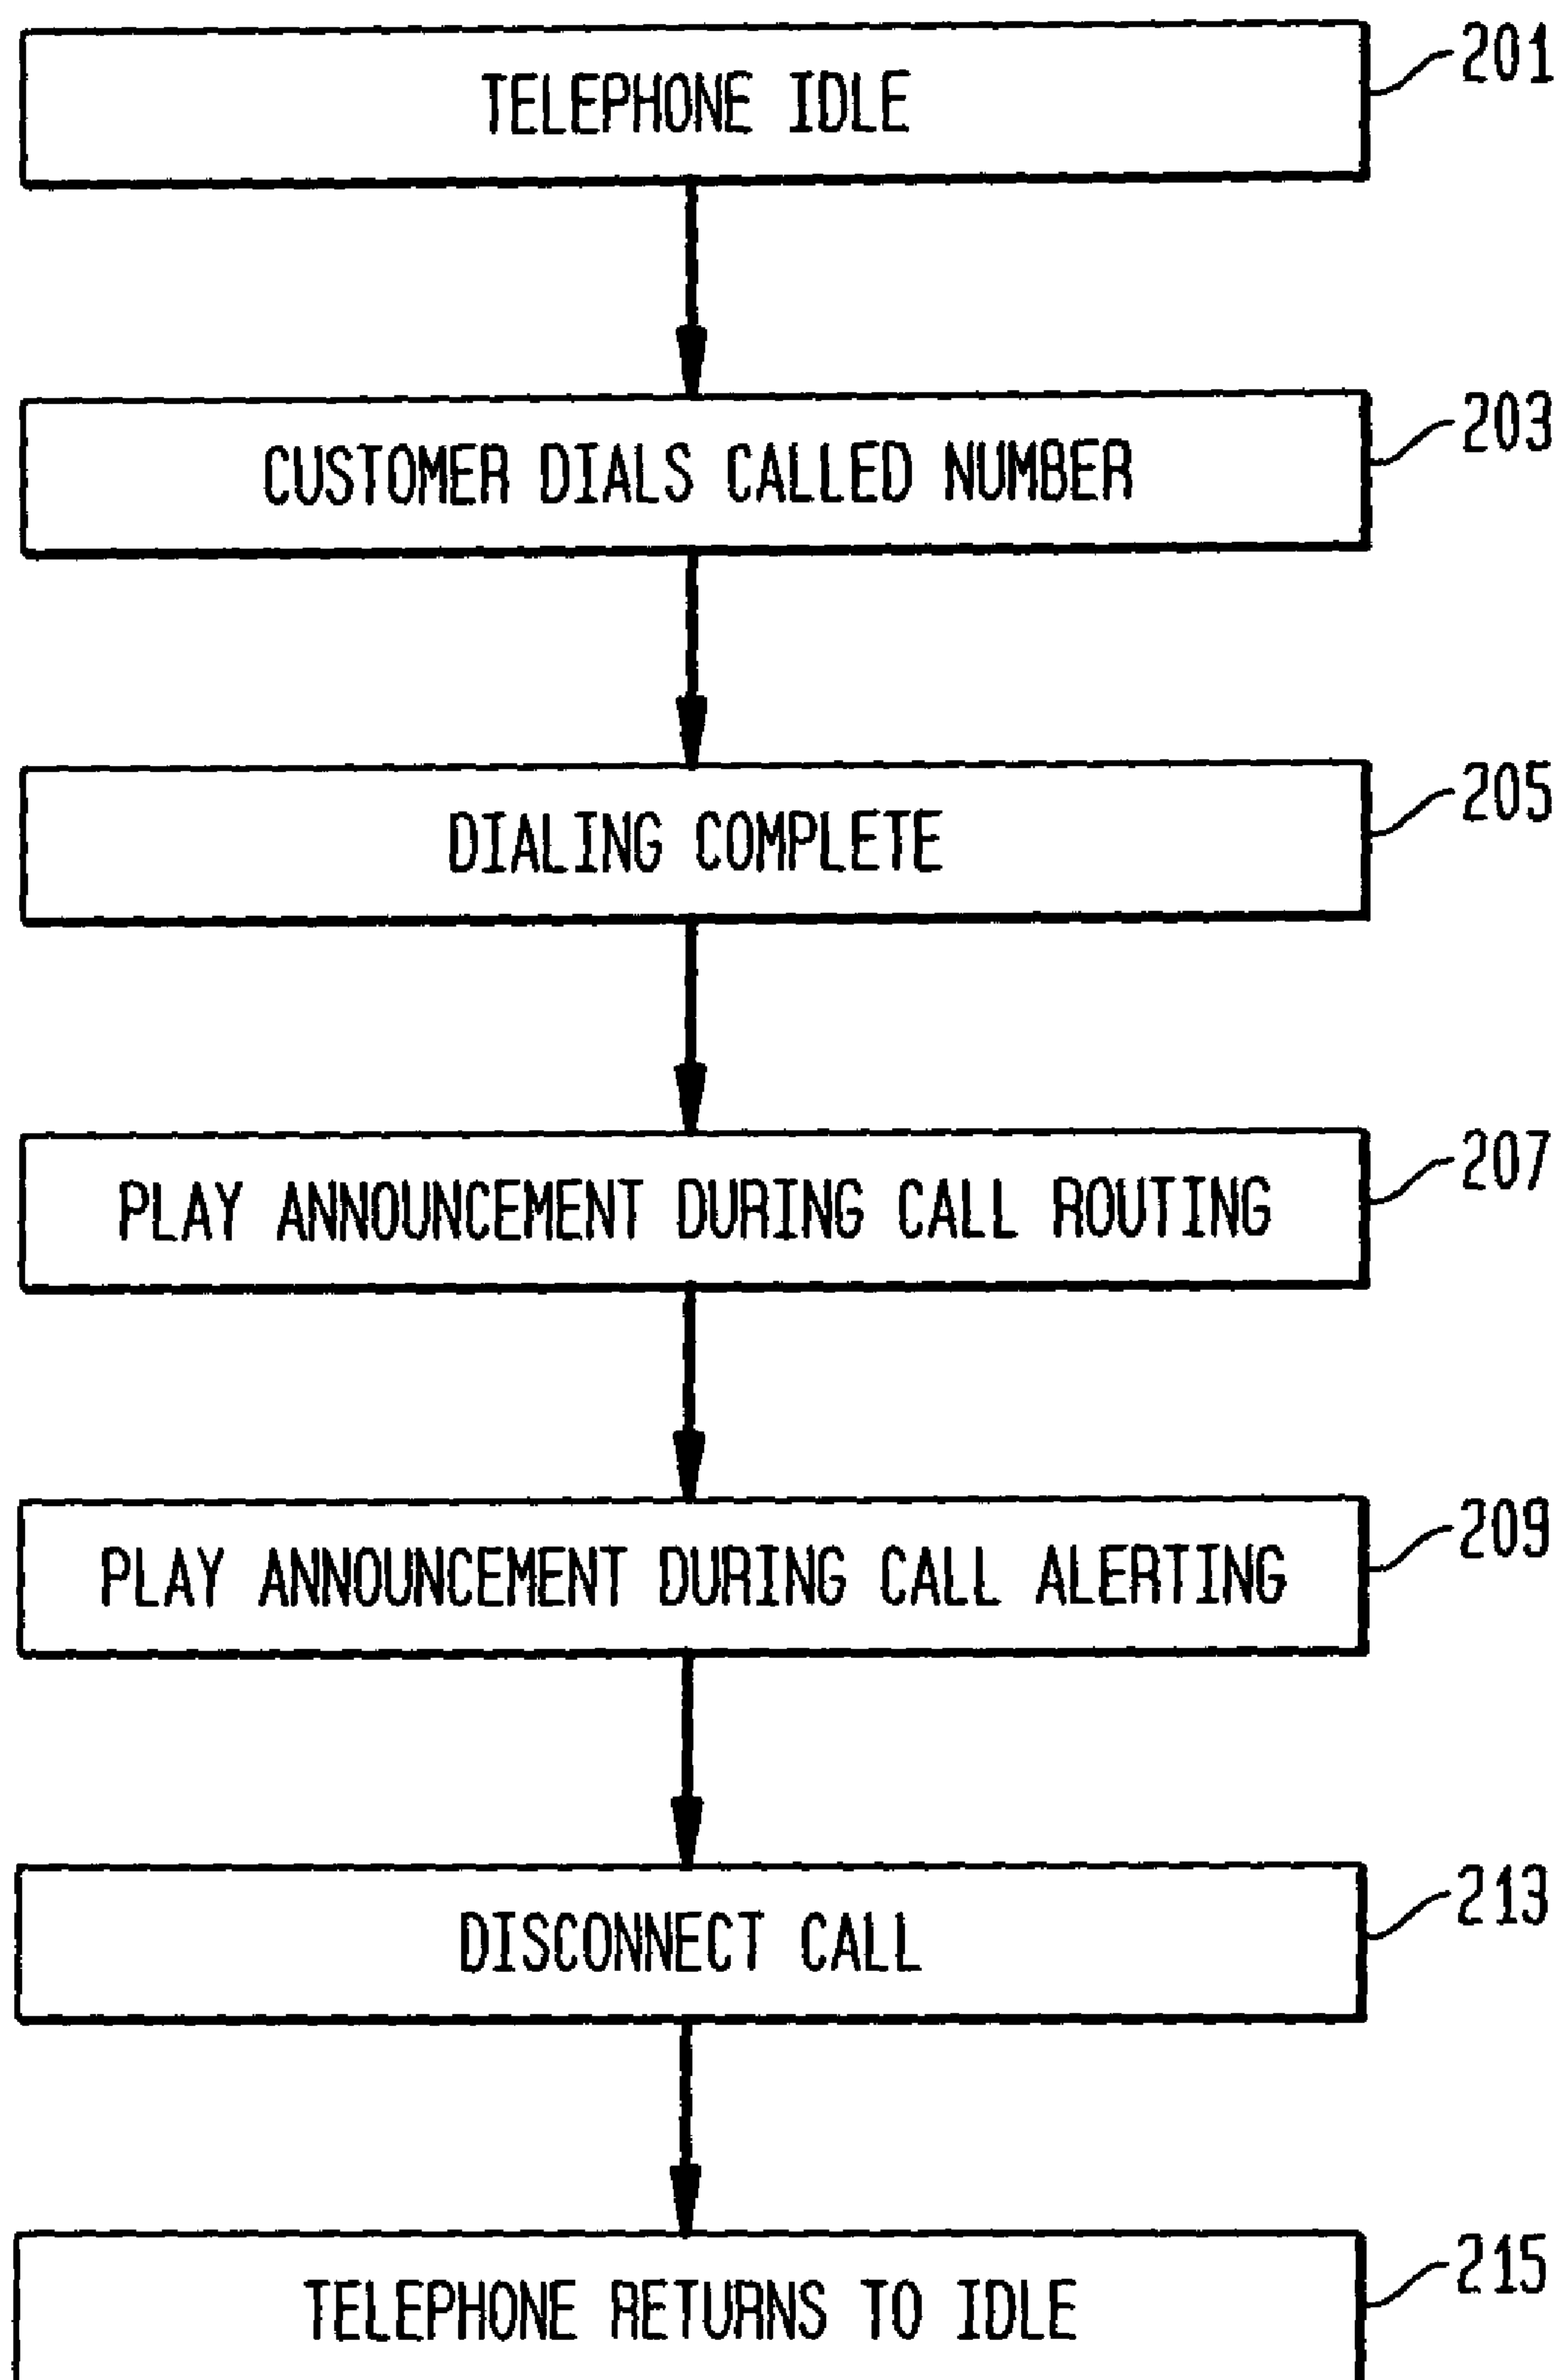 TELEPHONE IDLE
201
CUSTOMER DIALS CALLED NUMBER
203
DIALING COMPLETE
205
PLAY ANNOUNCEMENT DURING CALL ROUTING
207
PLAY ANNOUNCEMENT DURING CALL ALERTING
209
DISCONNECT CALL
213
TELEPHONE RETURNS TO IDLE
215